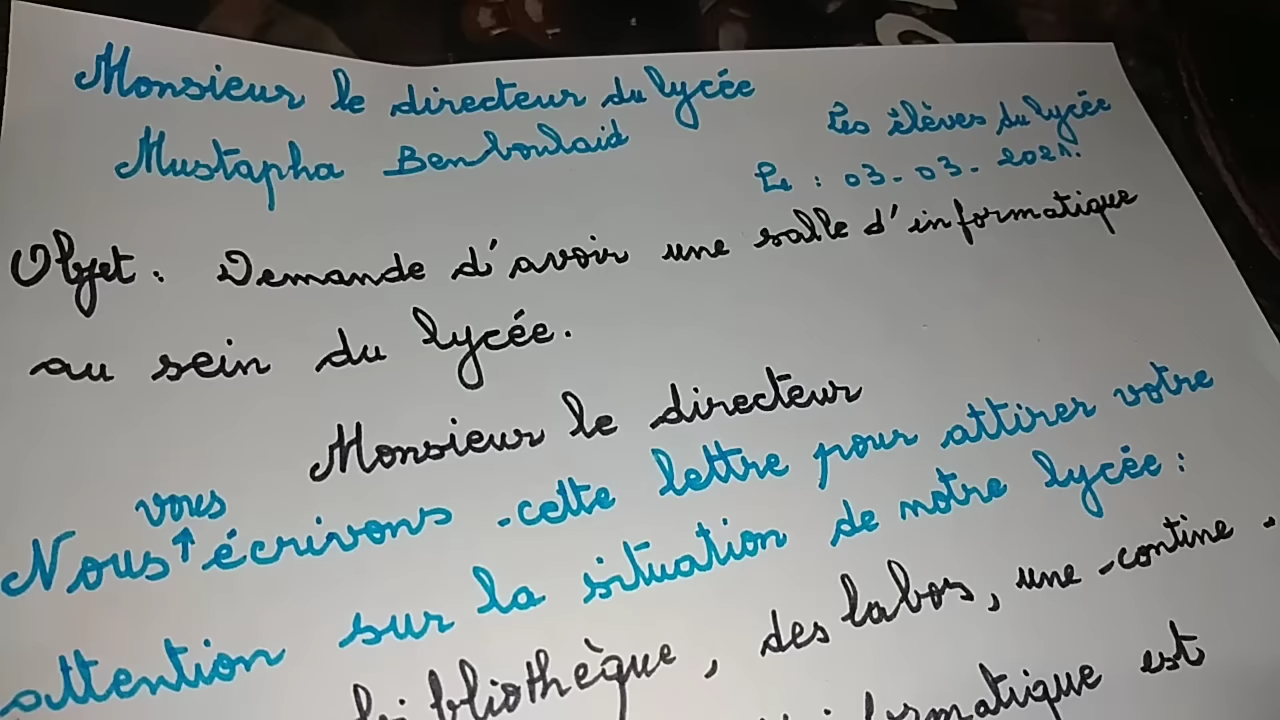 Monsieur le directeur du lycée
Mustapha Benboulaid
Les élèves du lycée
Le : 03-03-2021.
Objet : Demande d'avoir une salle d'informatique
au sein du lycée.
Monsieur le directeur
vous
Nous ↑ écrivons cette lettre pour attirer votre
attention sur la situation de notre lycée :
bibliothèque, des labos, une contine
informatique est